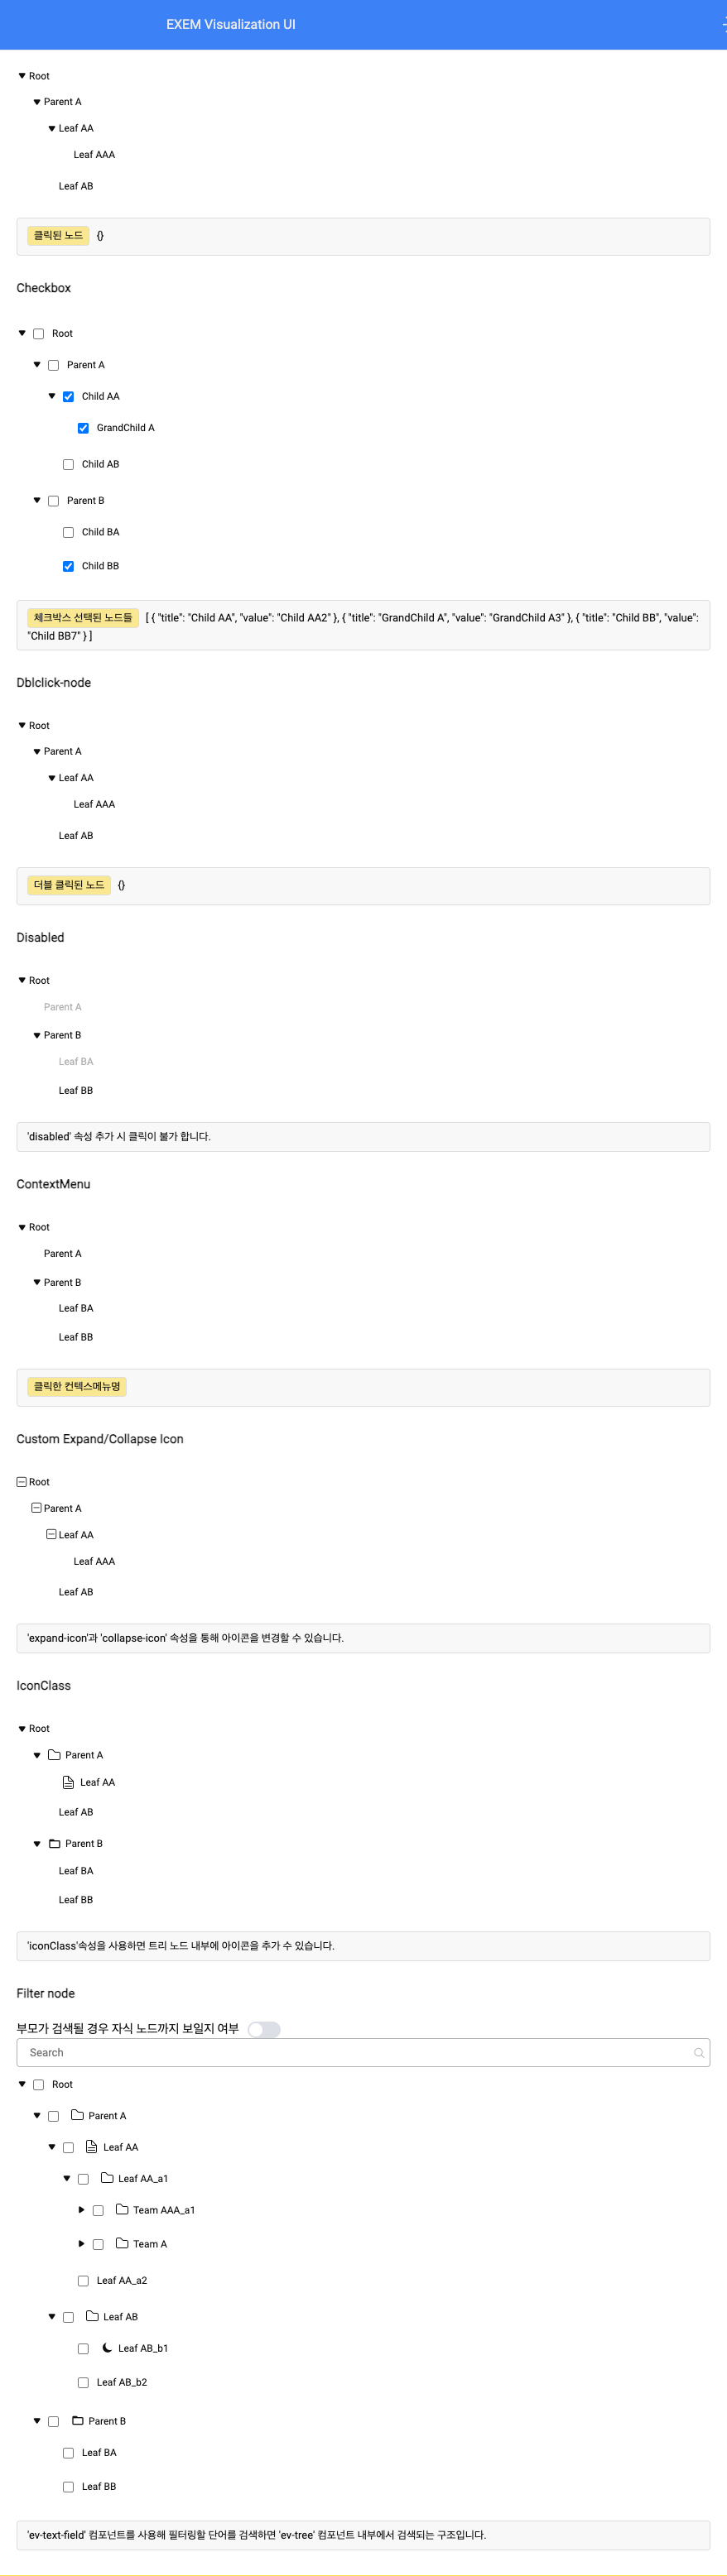 EXEM Visualization UI
Root
Parent A
Leaf AA
Leaf AAA
Leaf AB
클릭된 노드 {}
Checkbox
Root
Parent A
Child AA
GrandChild A
Child AB
Parent B
Child BA
Child BB
체크박스 선택된 노드들 [ { "title": "Child AA", "value": "Child AA2" }, { "title": "GrandChild A", "value": "GrandChild A3" }, { "title": "Child BB", "value":
"Child BB7" } ]
Dblclick-node
Root
Parent A
Leaf AA
Leaf AAA
Leaf AB
더블 클릭된 노드 {}
Disabled
Root
Parent A
Parent B
Leaf BA
Leaf BB
'disabled' 속성 추가 시 클릭이 불가 합니다.
ContextMenu
Root
Parent A
Parent B
Leaf BA
Leaf BB
클릭한 컨텍스메뉴명
Custom Expand/Collapse Icon
Root
Parent A
Leaf AA
Leaf AAA
Leaf AB
'expand-icon'과 'collapse-icon' 속성을 통해 아이콘을 변경할 수 있습니다.
IconClass
Root
Parent A
Leaf AA
Leaf AB
Parent B
Leaf BA
Leaf BB
'iconClass'속성을 사용하면 트리 노드 내부에 아이콘을 추가 수 있습니다.
Filter node
부모가 검색될 경우 자식 노드까지 보일지 여부
Search
Root
Parent A
Leaf AA
Leaf AA_a1
Team AAA_a1
Team A
Leaf AA_a2
Leaf AB
Leaf AB_b1
Leaf AB_b2
Parent B
Leaf BA
Leaf BB
'ev-text-field' 컴포넌트를 사용해 필터링할 단어를 검색하면 'ev-tree' 컴포넌트 내부에서 검색되는 구조입니다.